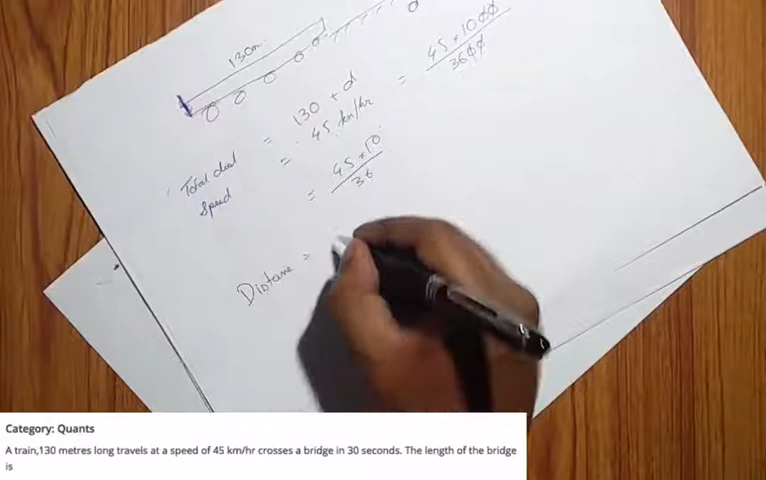 130m
d
Total dist = 130 + d
Speed = 45 km/hr = 45 × 1000 / 3600
= 45 × 10 / 36
Distane =
Category: Quants
A train,130 metres long travels at a speed of 45 km/hr crosses a bridge in 30 seconds. The length of the bridge
is